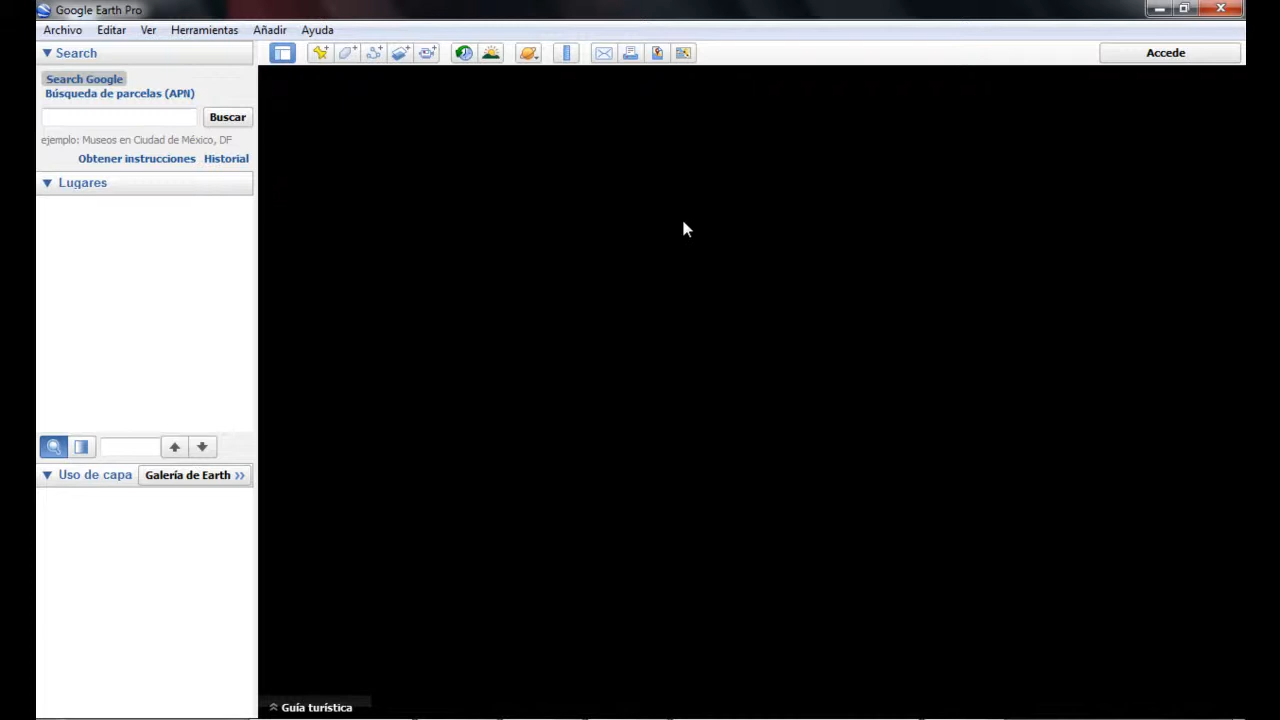 Google Earth Pro
Archivo Editar Ver Herramientas Añadir Ayuda
Search
Accede
Search Google
Búsqueda de parcelas (APN)
Buscar
ejemplo: Museos en Ciudad de México, DF
Obtener instrucciones Historial
Lugares
Uso de capa Galería de Earth >>
Guía turística